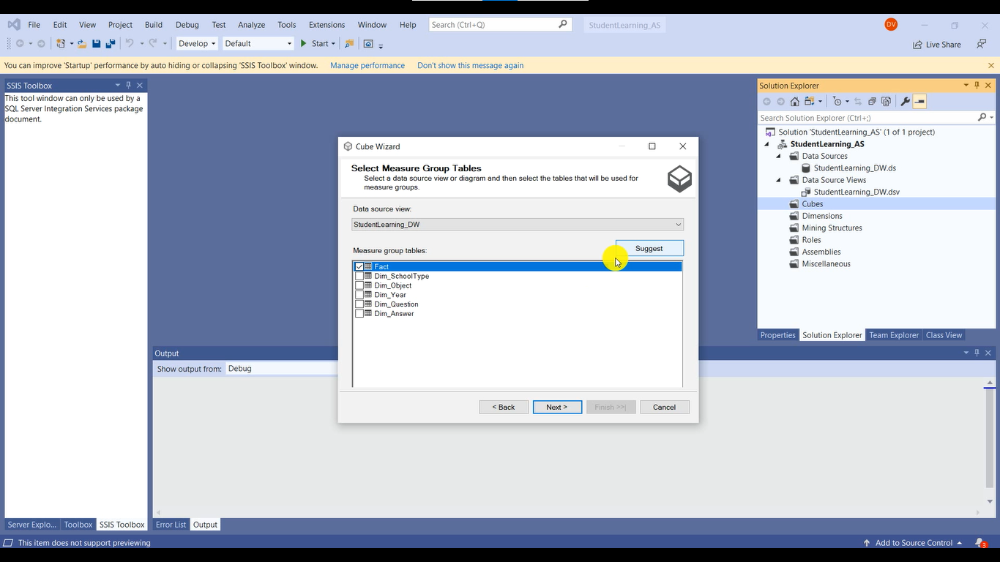 File Edit View Project Build Debug Test Analyze Tools Extensions Window Help Search (Ctrl+Q) StudentLearning_AS DV
Develop Default Start Live Share
You can improve 'Startup' performance by auto hiding or collapsing 'SSIS Toolbox' window. Manage performance Don't show this message again
SSIS Toolbox
This tool window can only be used by a
SQL Server Integration Services package
document.
Server Explo... Toolbox SSIS Toolbox
Cube Wizard
Select Measure Group Tables
Select a data source view or diagram and then select the tables that will be used for
measure groups.
Data source view:
StudentLearning_DW
Suggest
Measure group tables:
Fact
Dim_SchoolType
Dim_Object
Dim_Year
Dim_Question
Dim_Answer
< Back Next > Finish >>| Cancel
Output
Show output from: Debug
Error List Output
Solution Explorer
Search Solution Explorer (Ctrl+;)
Solution 'StudentLearning_AS' (1 of 1 project)
StudentLearning_AS
Data Sources
StudentLearning_DW.ds
Data Source Views
StudentLearning_DW.dsv
Cubes
Dimensions
Mining Structures
Roles
Assemblies
Miscellaneous
Properties Solution Explorer Team Explorer Class View
This item does not support previewing Add to Source Control 3